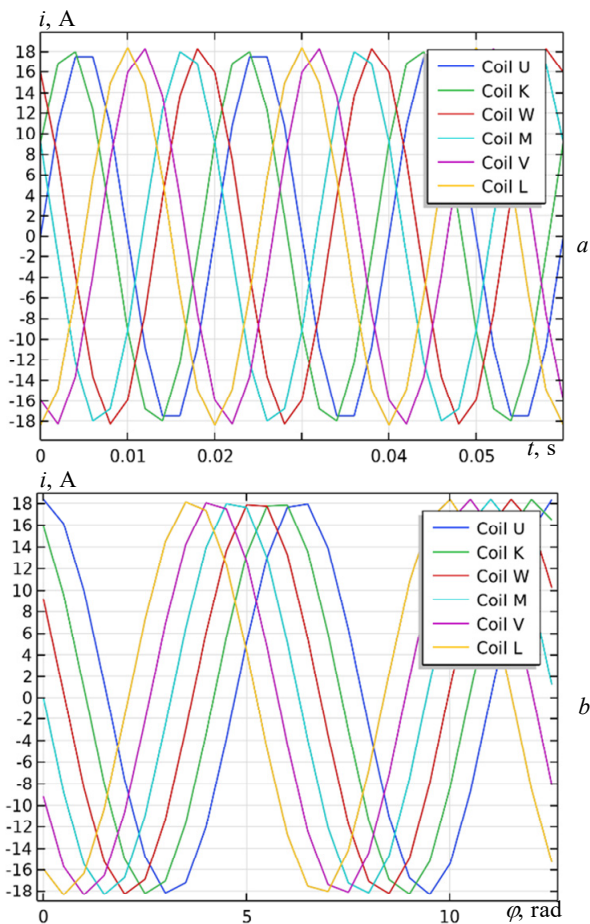 i, A
18
16
14
12
10
8
6
4
2
0
-2
-4
-6
-8
-10
-12
-14
-16
-18
Coil U
Coil K
Coil W
Coil M
Coil V
Coil L
a
0 0.01 0.02 0.04 0.05
t, s
i, A
18
16
14
12
10
8
6
4
2
0
-2
-4
-6
-8
-10
-12
-14
-16
-18
Coil U
Coil K
Coil W
Coil M
Coil V
Coil L
b
0 5 10
φ, rad